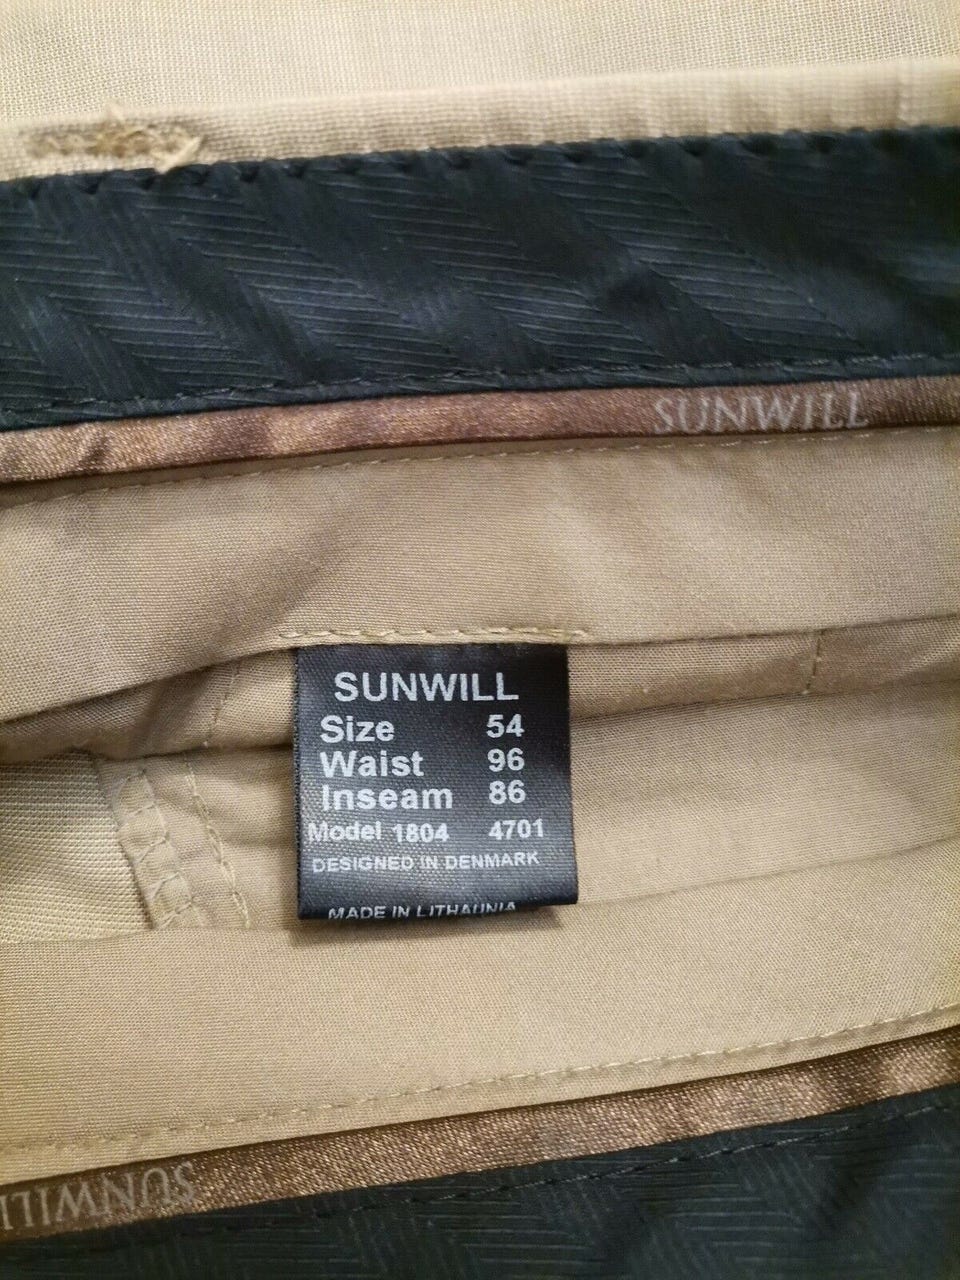 SUNWILL
SUNWILL
Size 54
Waist 96
Inseam 86
Model 1804 4701
DESIGNED IN DENMARK
MADE IN LITHAUNIA
SUNWILL